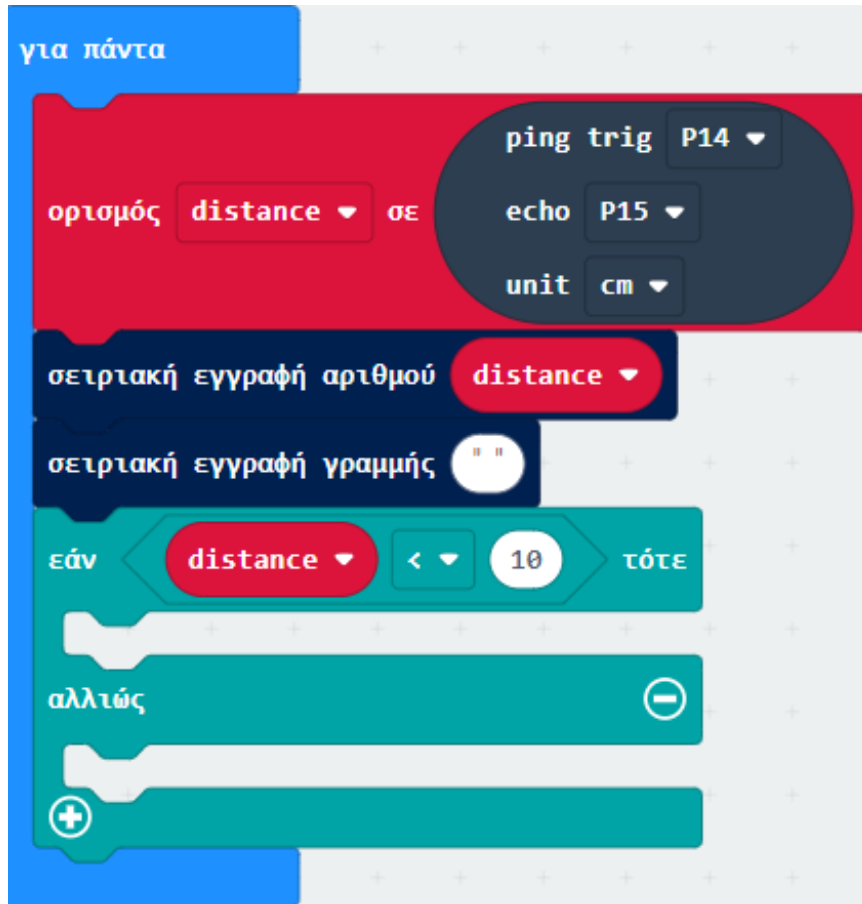 για πάντα
ping trig P14
ορισμός distance σε echo P15
unit cm
σειριακή εγγραφή αριθμού distance
σειριακή εγγραφή γραμμής " "
εάν distance < 10 τότε
αλλιώς